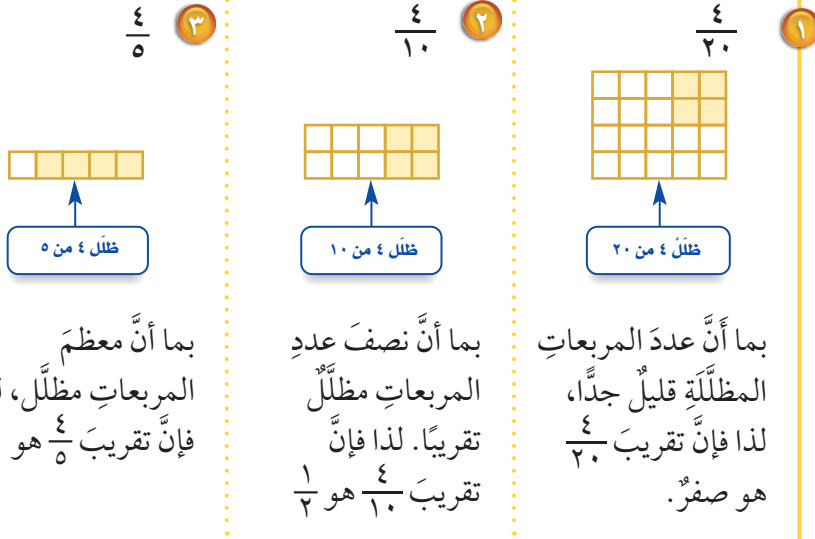 ١
٤/٢٠
ظلّلْ ٤ من ٢٠
بما أَنَّ عددَ المربعاتِ
المظلَّلَةِ قليلٌ جدًّا،
لذا فإنَّ تقريبَ ٤/٢٠
هو صفرٌ.
٢
٤/١٠
ظلّل ٤ من ١٠
بما أنَّ نصفَ عددِ
المربعاتِ مظلَّلٌ
تقريبًا. لذا فإنَّ
تقريبَ ٤/١٠ هو ١/٢
٣
٤/٥
ظلّل ٤ من ٥
بما أنَّ معظمَ
المربعاتِ مظلَّل،
فإنَّ تقريبَ ٤/٥ هو